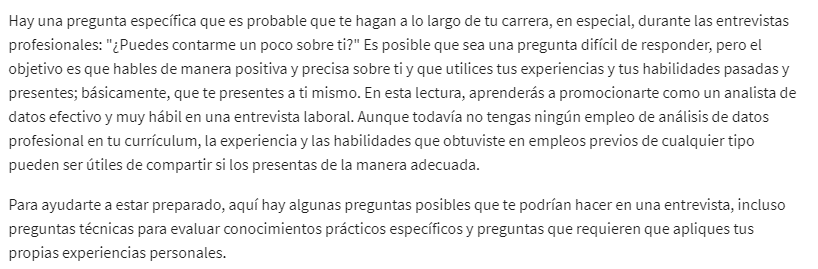 Hay una pregunta específica que es probable que te hagan a lo largo de tu carrera, en especial, durante las entrevistas
profesionales: "¿Puedes contarme un poco sobre ti?" Es posible que sea una pregunta difícil de responder, pero el
objetivo es que hables de manera positiva y precisa sobre ti y que utilices tus experiencias y tus habilidades pasadas y
presentes; básicamente, que te presentes a ti mismo. En esta lectura, aprenderás a promocionarte como un analista de
datos efectivo y muy hábil en una entrevista laboral. Aunque todavía no tengas ningún empleo de análisis de datos
profesional en tu currículum, la experiencia y las habilidades que obtuviste en empleos previos de cualquier tipo
pueden ser útiles de compartir si los presentas de la manera adecuada.
Para ayudarte a estar preparado, aquí hay algunas preguntas posibles que te podrían hacer en una entrevista, incluso
preguntas técnicas para evaluar conocimientos prácticos específicos y preguntas que requieren que apliques tus
propias experiencias personales.